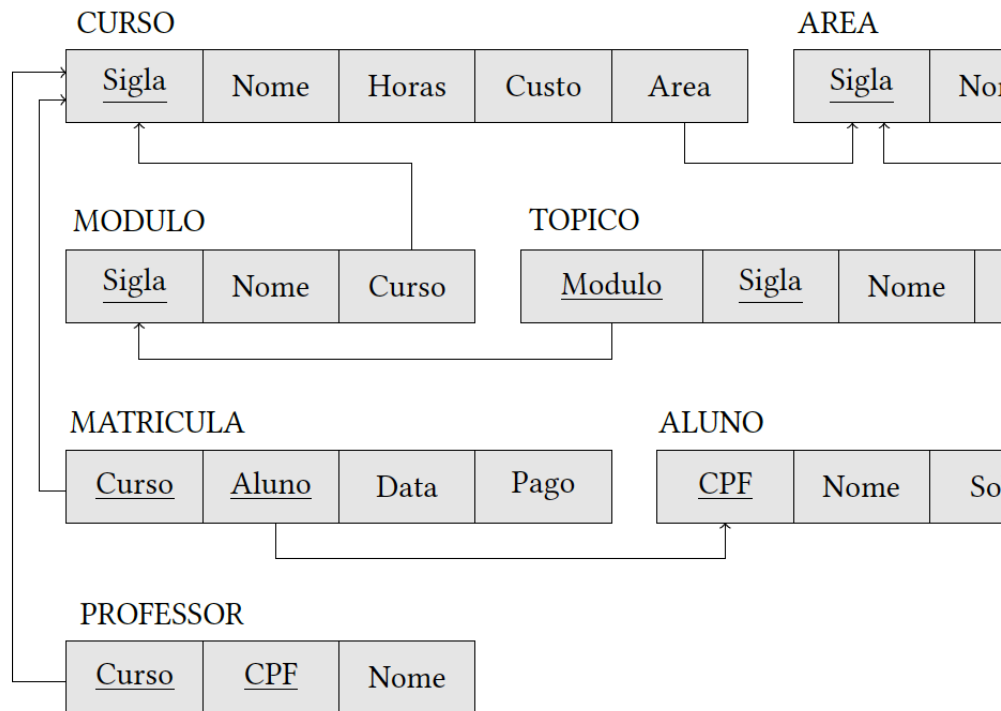 CURSO AREA
Sigla Nome Horas Custo Area Sigla
MODULO TOPICO
Sigla Nome Curso Modulo Sigla Nome
MATRICULA ALUNO
Curso Aluno Data Pago CPF Nome
PROFESSOR
Curso CPF Nome